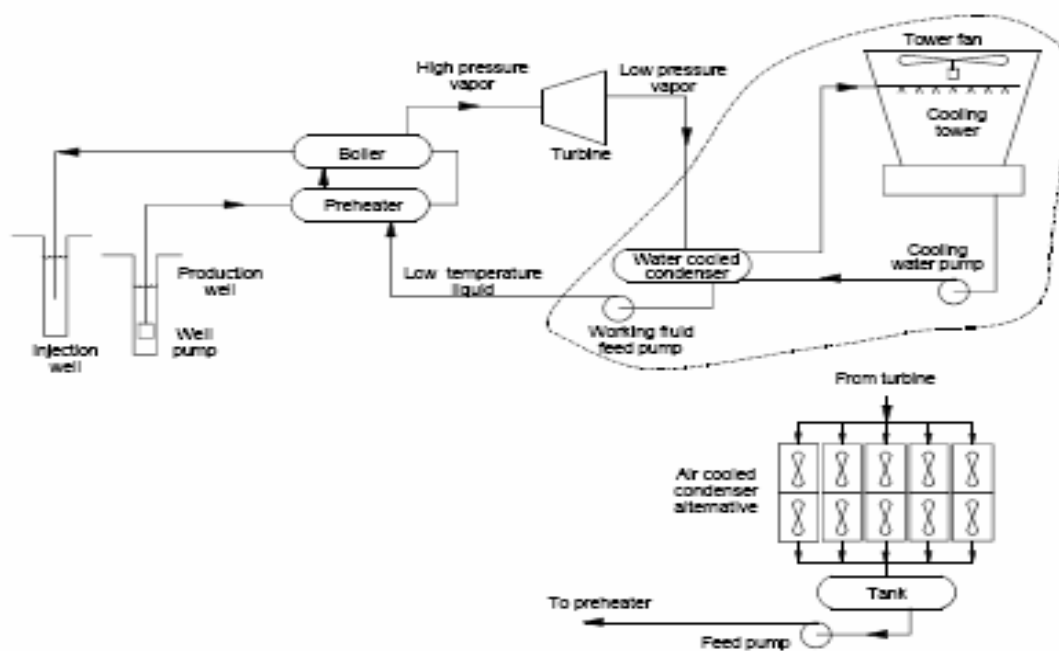 Tower fan
High pressure
vapor
Low pressure
vapor
Cooling
tower
Boiler
Turbine
Preheater
Water cooled
condenser
Cooling
water pump
Low temperature
liquid
Production
well
Working fluid
feed pump
Well
pump
Injection
well
From turbine
Air cooled
condenser
alternative
Tank
To preheater
Feed pump